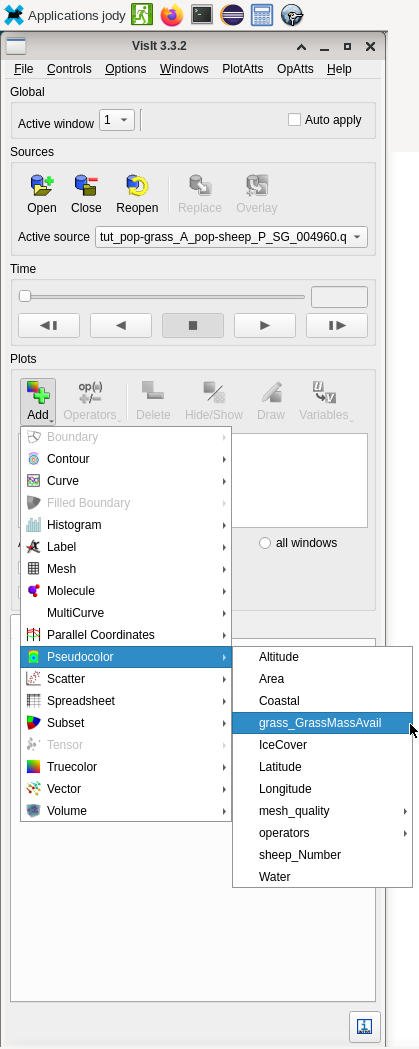 Applications jody
VisIt 3.3.2
File Controls Options Windows PlotAtts OpAtts Help
Global
Active window 1 Auto apply
Sources
Open Close Reopen Replace Overlay
Active source tut_pop-grass_A_pop-sheep_P_SG_004960.q
Time
Plots
op(•)
Add Operators Delete Hide/Show Draw Variables
Boundary
Contour
Curve
Filled Boundary
Histogram
all windows
Label
Mesh
Molecule
MultiCurve
Parallel Coordinates
Pseudocolor
Scatter
Spreadsheet
Subset
Tensor
Truecolor
Vector
Volume
Altitude
Area
Coastal
grass_GrassMassAvail
IceCover
Latitude
Longitude
mesh_quality
operators
sheep_Number
Water